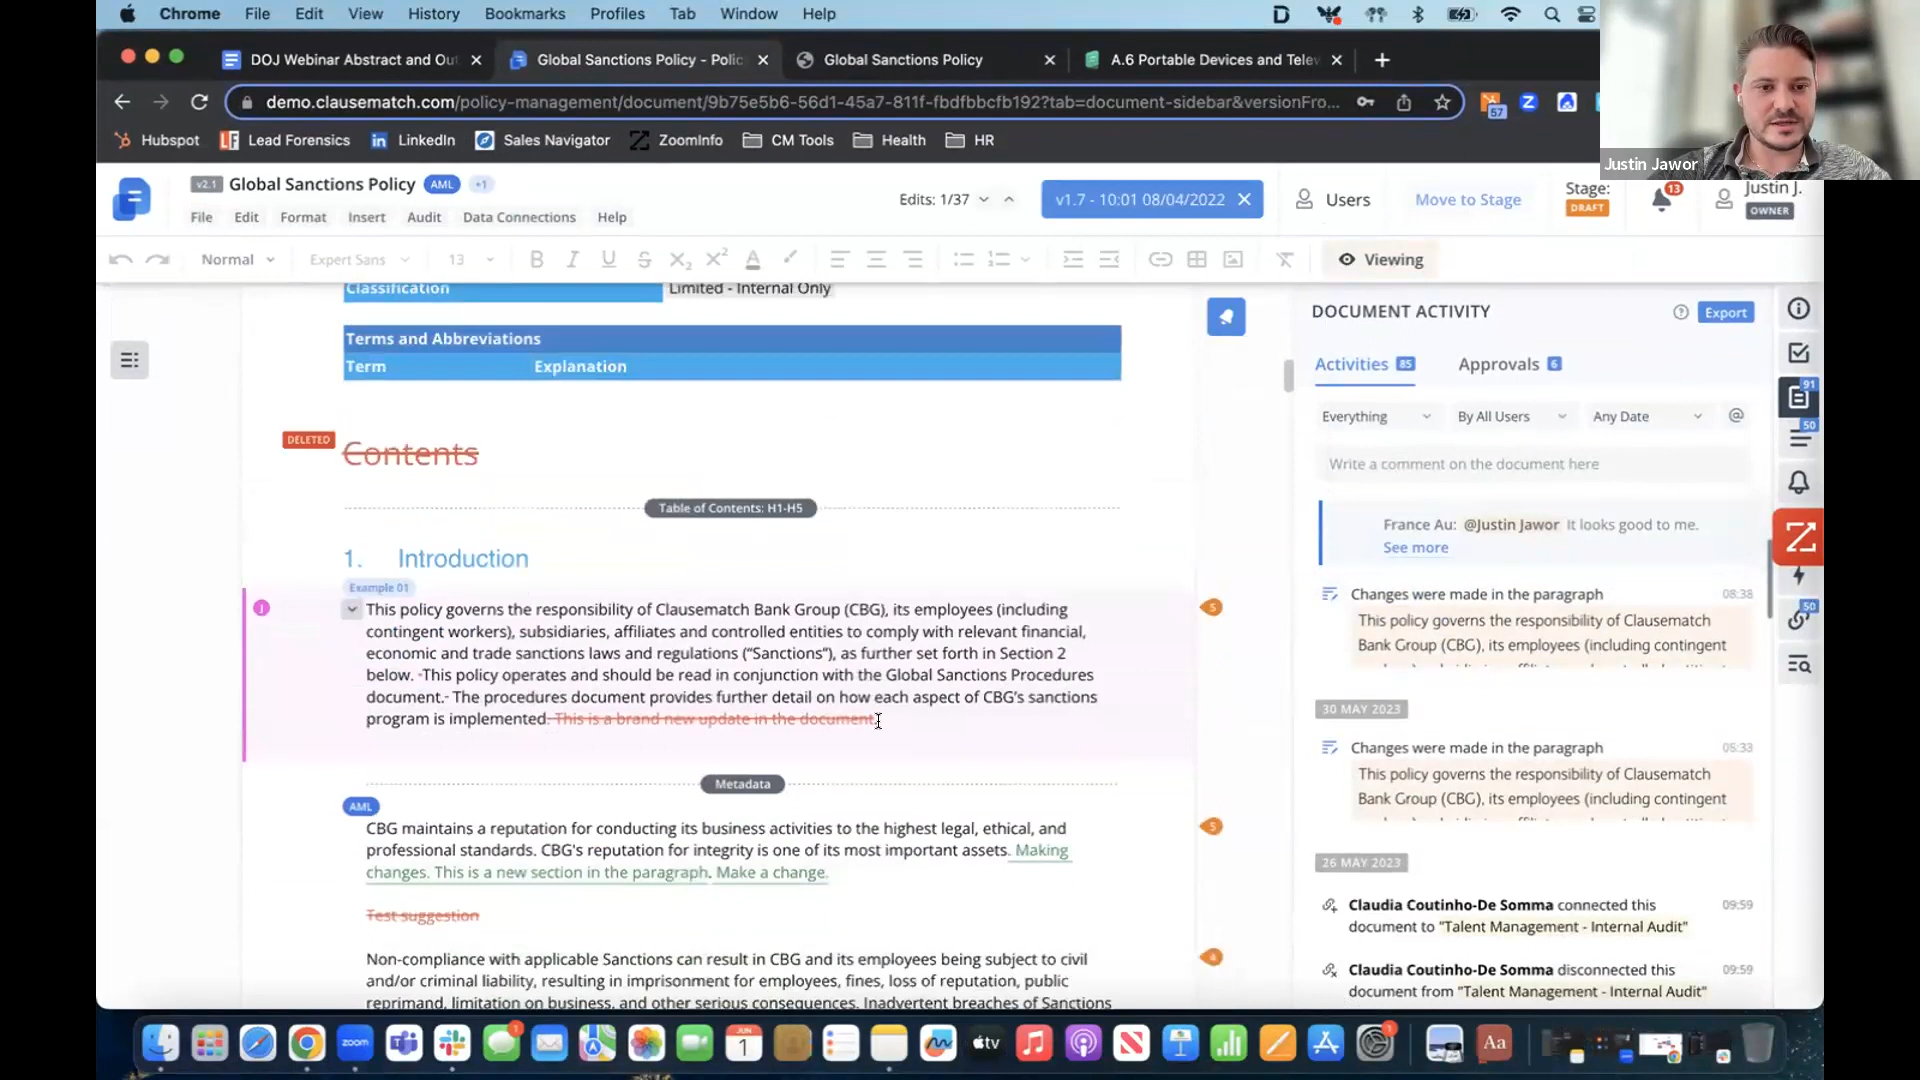 Chrome File Edit View History Bookmarks Profiles Tab Window Help
DOJ Webinar Abstract and Ou
Global Sanctions Policy - Polic
Global Sanctions Policy
A.6 Portable Devices and Telew
demo.clausematch.com/policy-management/document/9b75e5b6-56d1-45a7-811f-fbdfbbcfb192?tab=document-sidebar&versionFro...
57
Hubspot Lead Forensics LinkedIn Sales Navigator ZoomInfo CM Tools Health HR
Justin Jawor
v2.1 Global Sanctions Policy AML +1
File Edit Format Insert Audit Data Connections Help
Edits: 1/37
v1.7 - 10:01 08/04/2022
Users
Move to Stage
Stage:
DRAFT
13
Justin J.
OWNER
Normal Expert Sans 13
Viewing
Classification Limited - Internal Only
Terms and Abbreviations
Term Explanation
DELETED
Contents
Table of Contents: H1-H5
1. Introduction
Example 01
This policy governs the responsibility of Clausematch Bank Group (CBG), its employees (including
contingent workers), subsidiaries, affiliates and controlled entities to comply with relevant financial,
economic and trade sanctions laws and regulations (“Sanctions”), as further set forth in Section 2
below. This policy operates and should be read in conjunction with the Global Sanctions Procedures
document. The procedures document provides further detail on how each aspect of CBG’s sanctions
program is implemented. This is a brand new update in the document.
5
Metadata
AML
CBG maintains a reputation for conducting its business activities to the highest legal, ethical, and
professional standards. CBG's reputation for integrity is one of its most important assets. Making
changes. This is a new section in the paragraph. Make a change.
5
Test suggestion
Non-compliance with applicable Sanctions can result in CBG and its employees being subject to civil
and/or criminal liability, resulting in imprisonment for employees, fines, loss of reputation, public
reprimand, limitation on business, and other serious consequences. Inadvertent breaches of Sanctions
4
DOCUMENT ACTIVITY
Export
Activities 85
Approvals 6
Everything By All Users Any Date
Write a comment on the document here
France Au: @Justin Jawor It looks good to me.
See more
Changes were made in the paragraph 08:38
This policy governs the responsibility of Clausematch
Bank Group (CBG), its employees (including contingent
30 MAY 2023
Changes were made in the paragraph 05:33
This policy governs the responsibility of Clausematch
Bank Group (CBG), its employees (including contingent
26 MAY 2023
Claudia Coutinho-De Somma connected this 09:59
document to "Talent Management - Internal Audit"
Claudia Coutinho-De Somma disconnected this 09:59
document from "Talent Management - Internal Audit"
91
50
50
zoom
JUN
1
tv
Aa